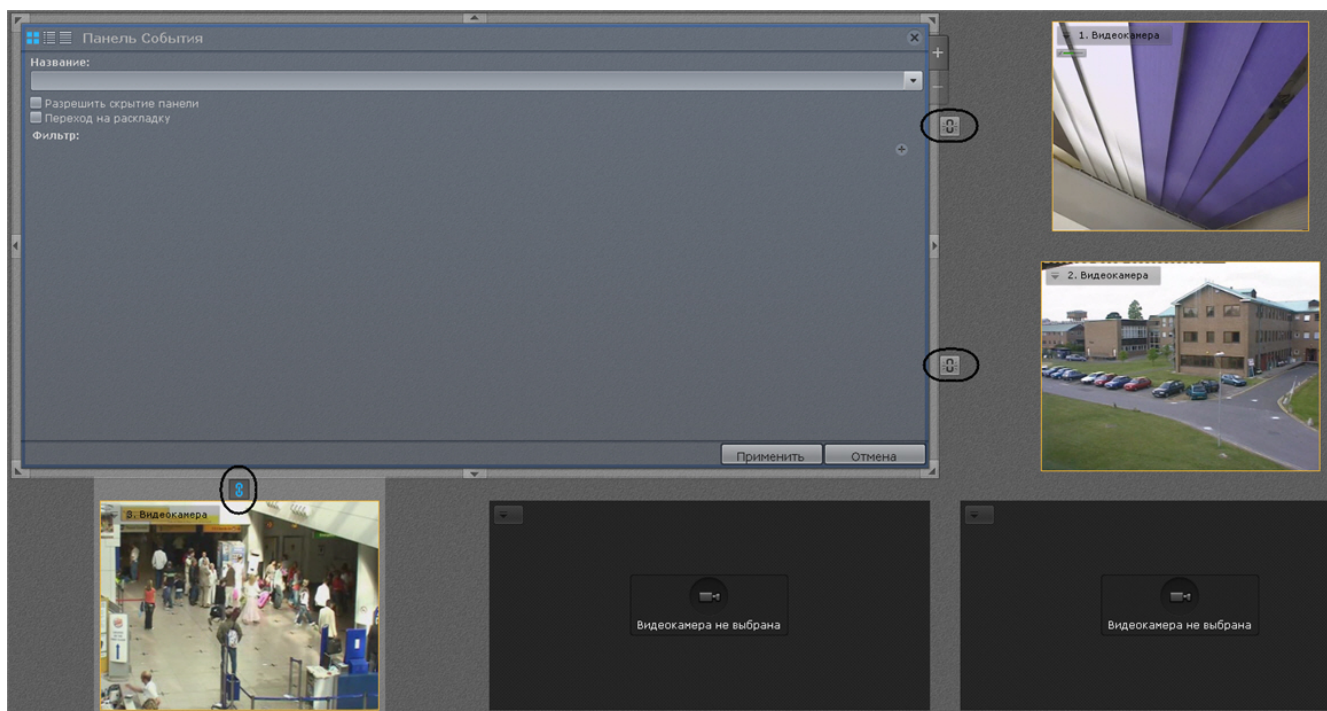 Панель События
1. Видеокамера
Название:
Разрешить скрытие панели
Переход на раскладку
Фильтр:
2. Видеокамера
Применить
Отмена
3. Видеокамера
Видеокамера не выбрана
Видеокамера не выбрана